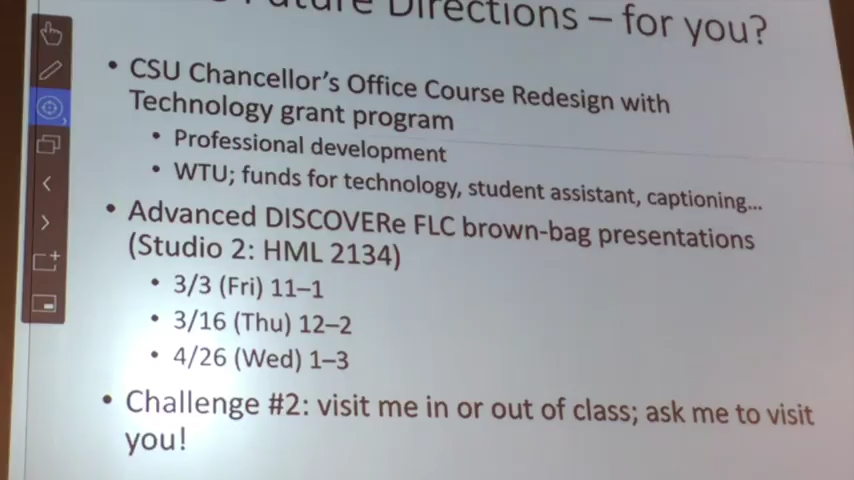 Future Directions – for you?
• CSU Chancellor's Office Course Redesign with
Technology grant program
• Professional development
• WTU; funds for technology, student assistant, captioning...
• Advanced DISCOVERe FLC brown-bag presentations
(Studio 2: HML 2134)
• 3/3 (Fri) 11–1
• 3/16 (Thu) 12–2
• 4/26 (Wed) 1–3
• Challenge #2: visit me in or out of class; ask me to visit
you!